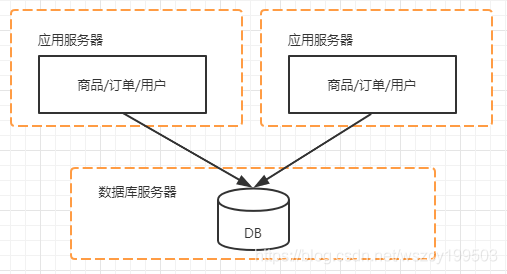 应用服务器
应用服务器
商品/订单/用户
商品/订单/用户
数据库服务器
DB
https://blog.csdn.net/wszcy199503